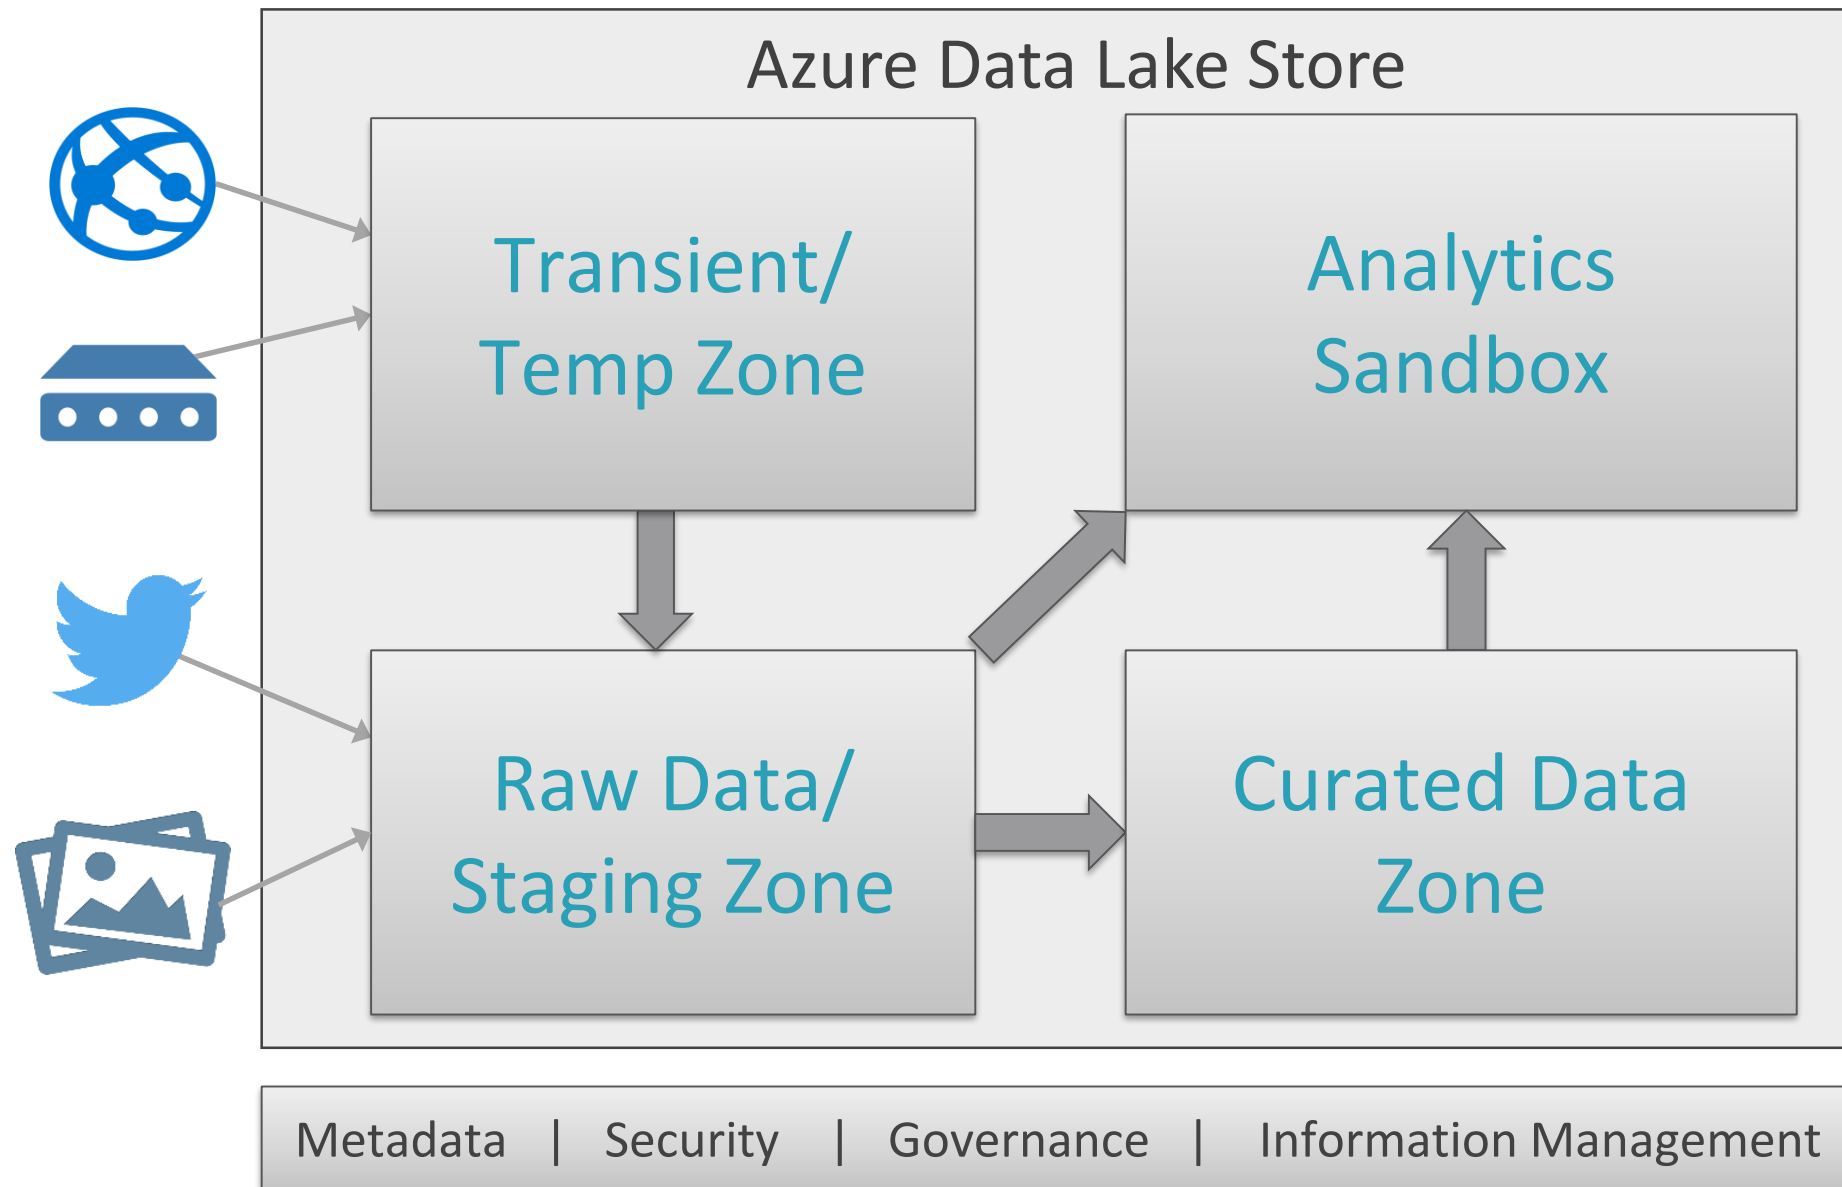 Azure Data Lake Store
Transient/
Temp Zone
Analytics
Sandbox
Raw Data/
Staging Zone
Curated Data
Zone
Metadata | Security | Governance | Information Management